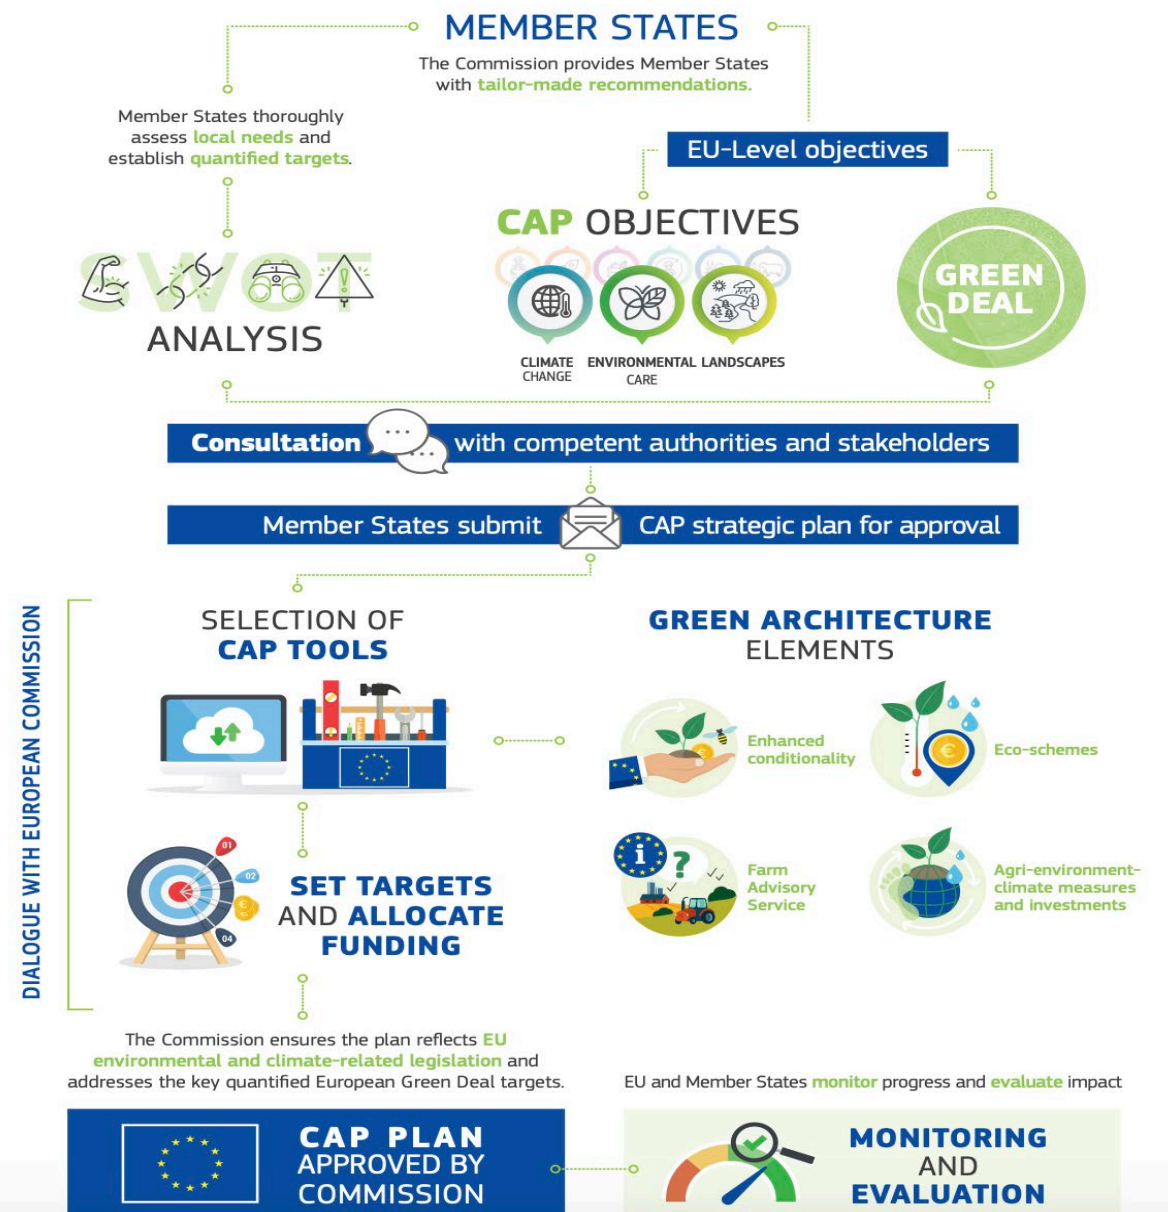 MEMBER STATES
The Commission provides Member States
with tailor-made recommendations.
Member States thoroughly
assess local needs and
establish quantified targets.
EU-Level objectives
SWOT
ANALYSIS
CAP OBJECTIVES
CLIMATE
CHANGE
ENVIRONMENTAL
CARE
LANDSCAPES
GREEN
DEAL
Consultation with competent authorities and stakeholders
Member States submit CAP strategic plan for approval
DIALOGUE WITH EUROPEAN COMMISSION
SELECTION OF
CAP TOOLS
GREEN ARCHITECTURE
ELEMENTS
Enhanced
conditionality
€
Eco-schemes
€
01
02
€
04
SET TARGETS
AND ALLOCATE
FUNDING
i
?
Farm
Advisory
Service
Agri-environment-
climate measures
and investments
The Commission ensures the plan reflects EU
environmental and climate-related legislation and
addresses the key quantified European Green Deal targets.
EU and Member States monitor progress and evaluate impact
CAP PLAN
APPROVED BY
COMMISSION
MONITORING
AND
EVALUATION